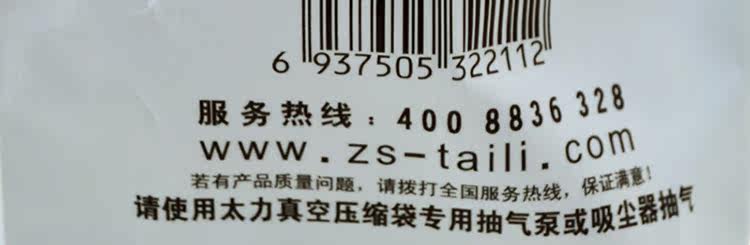 6 937505 322112
服务热线：400 8836 328
www.zs-taili.com
若有产品质量问题，请拨打全国服务热线，保证满意！
请使用太力真空压缩袋专用抽气泵或吸尘器抽气